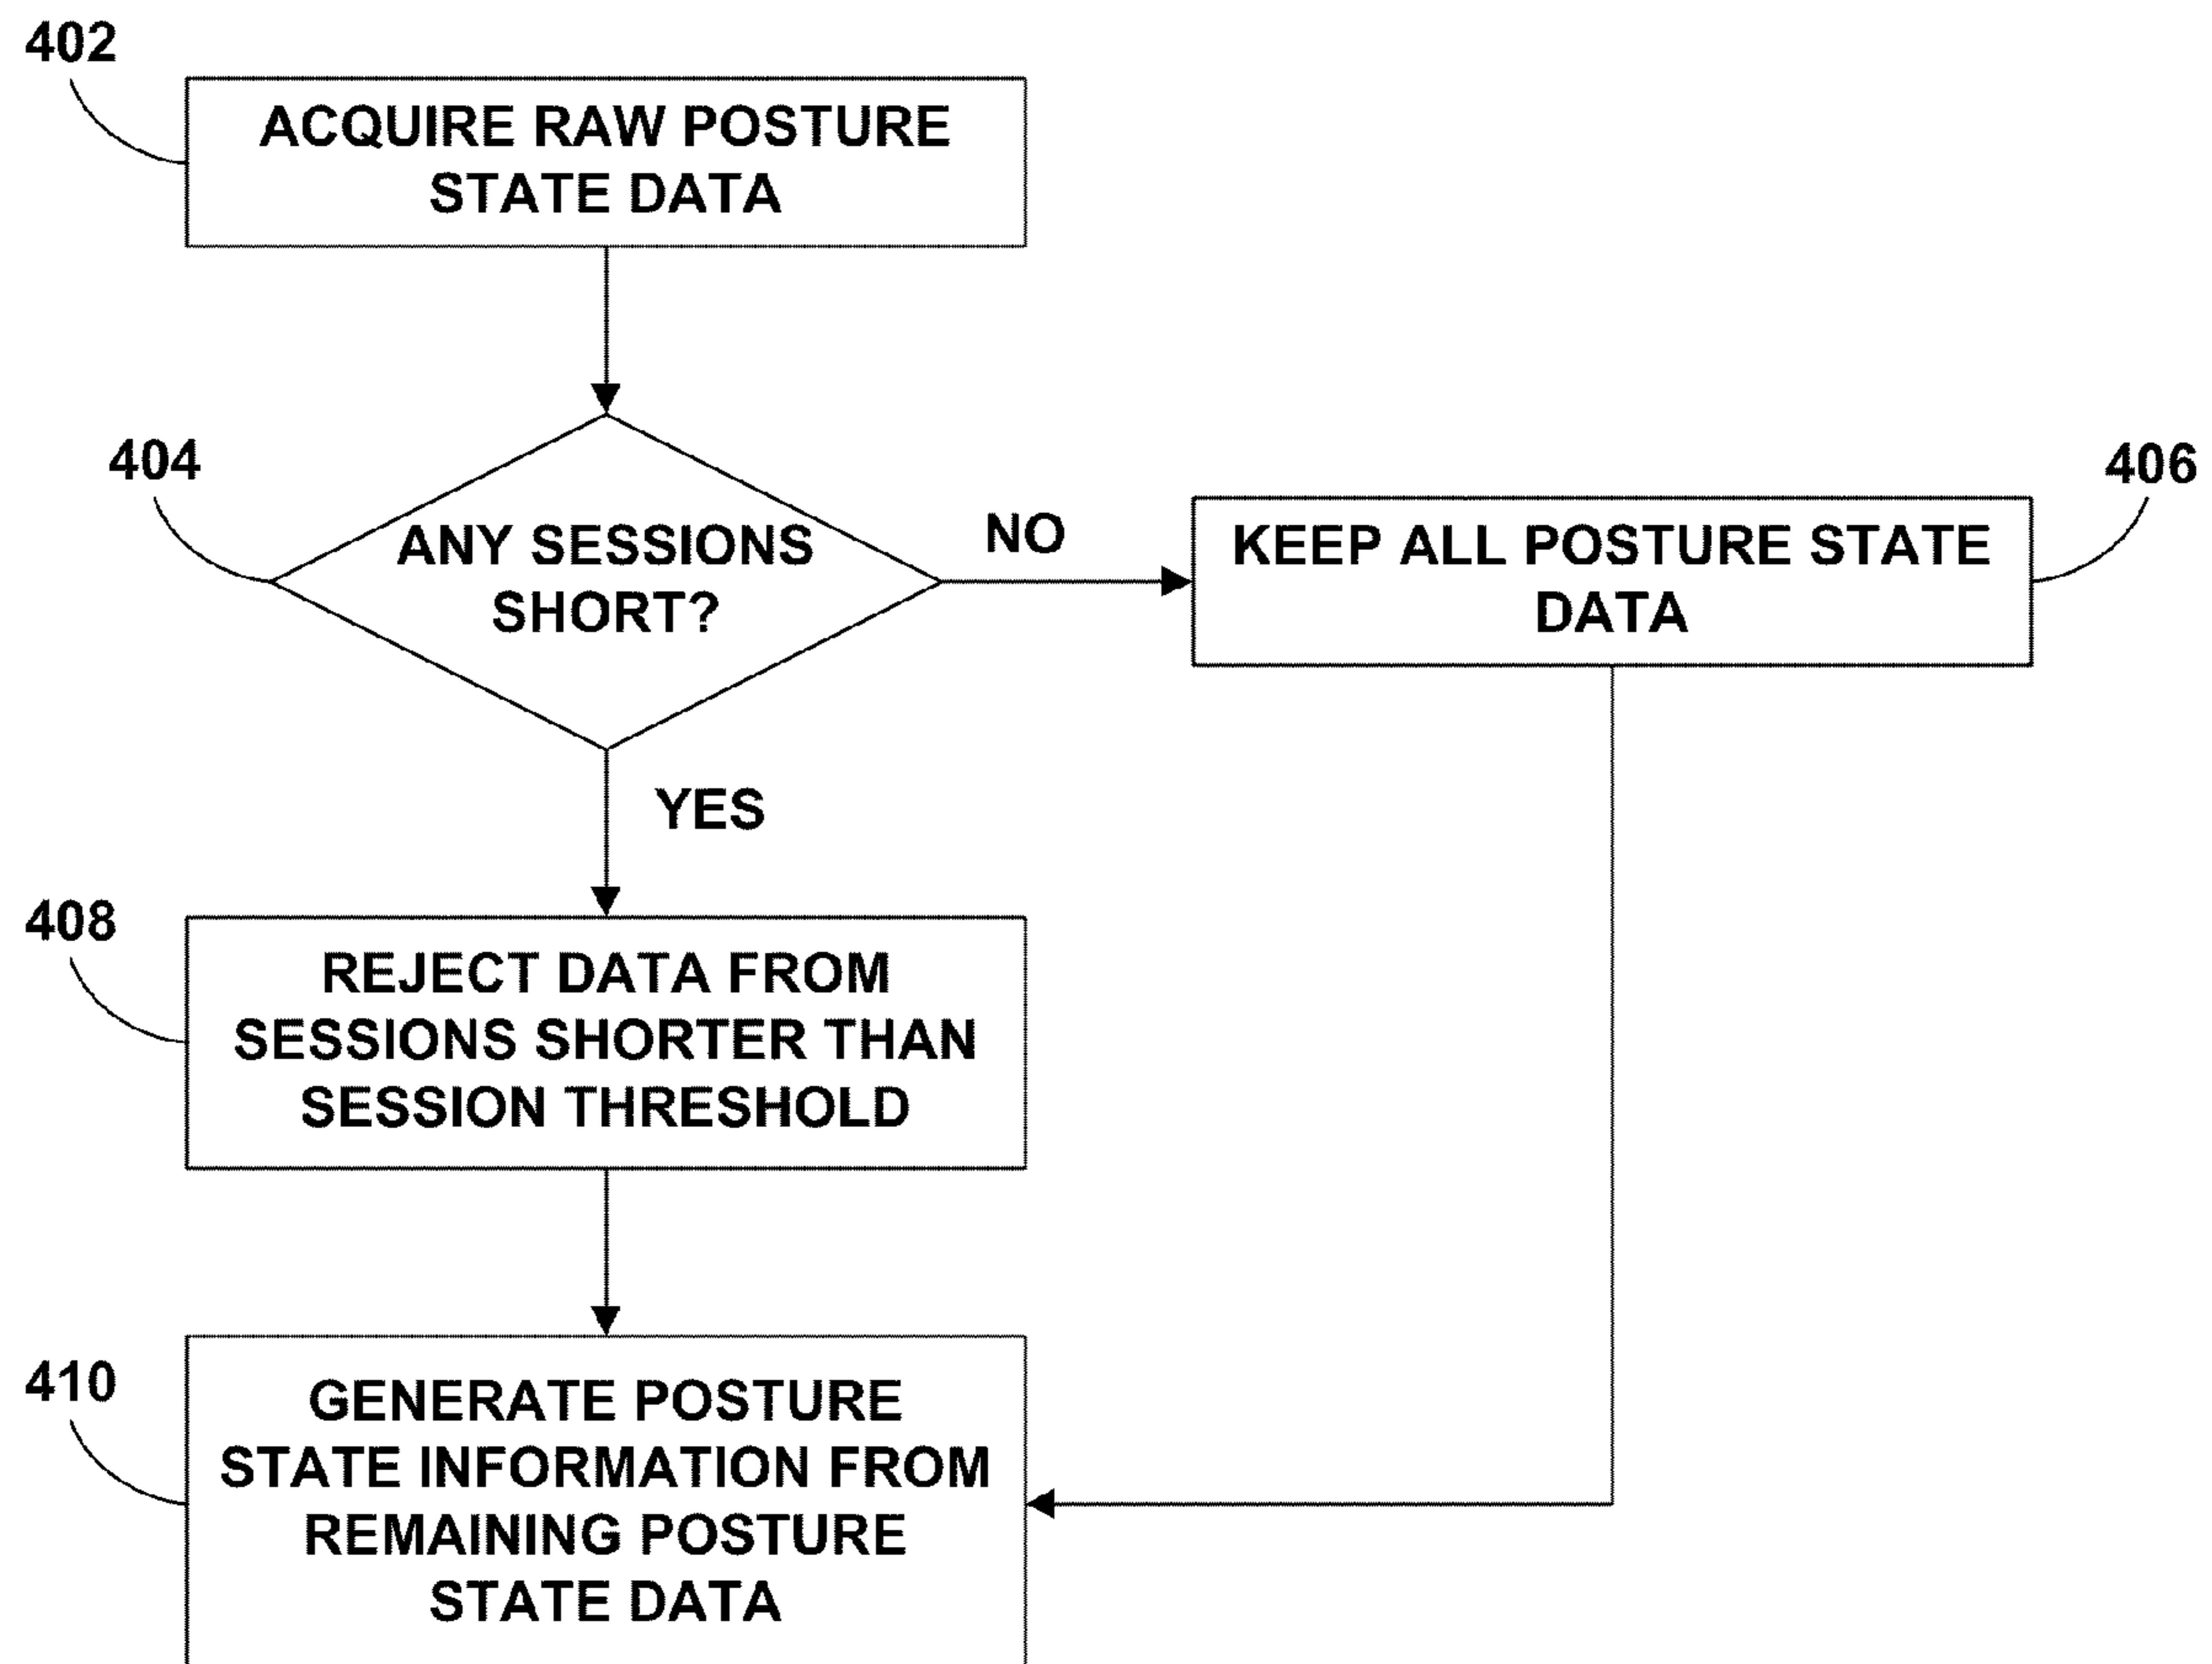 402
ACQUIRE RAW POSTURE
STATE DATA
404
ANY SESSIONS
SHORT?
NO
406
KEEP ALL POSTURE STATE
DATA
YES
408
REJECT DATA FROM
SESSIONS SHORTER THAN
SESSION THRESHOLD
410
GENERATE POSTURE
STATE INFORMATION FROM
REMAINING POSTURE
STATE DATA